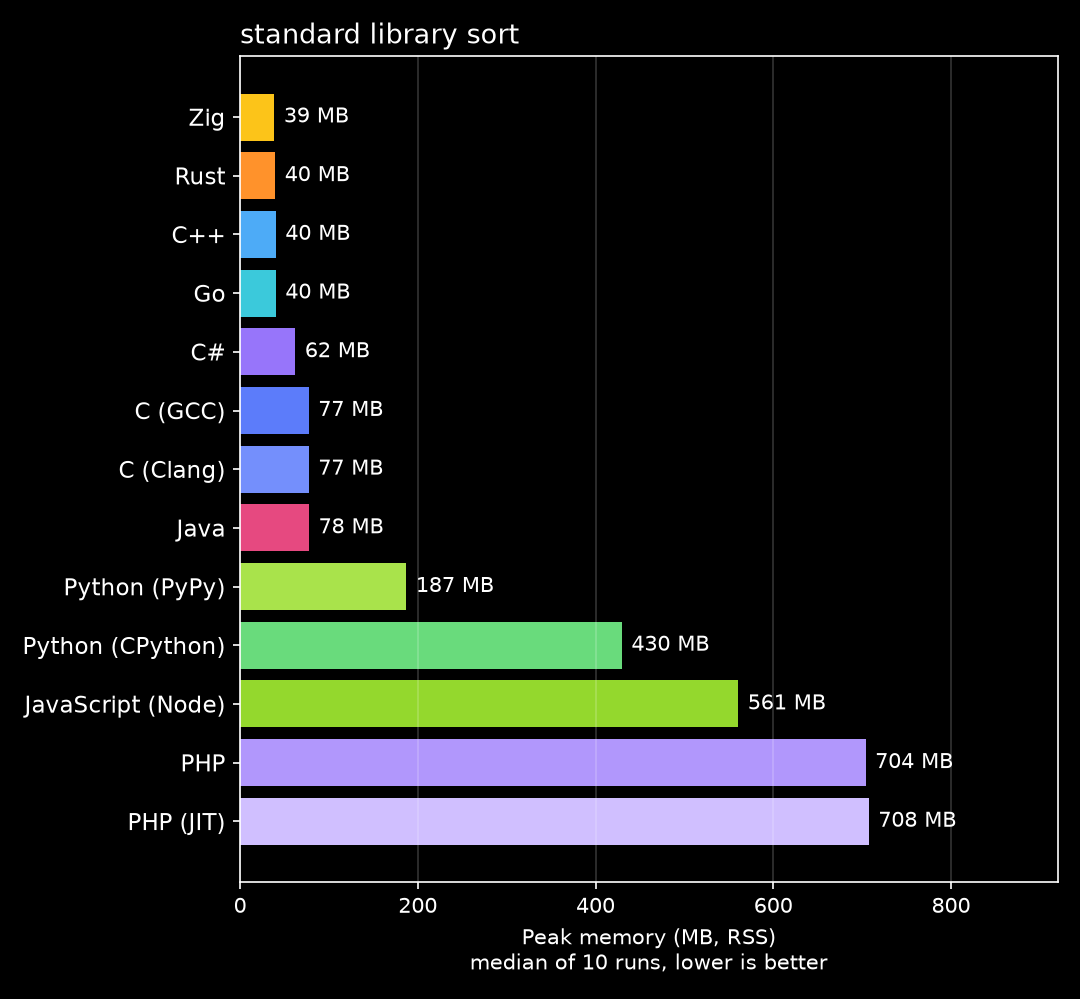 standard library sort
Zig 39 MB
Rust 40 MB
C++ 40 MB
Go 40 MB
C# 62 MB
C (GCC) 77 MB
C (Clang) 77 MB
Java 78 MB
Python (PyPy) 187 MB
Python (CPython) 430 MB
JavaScript (Node) 561 MB
PHP 704 MB
PHP (JIT) 708 MB
0 200 400 600 800
Peak memory (MB, RSS)
median of 10 runs, lower is better